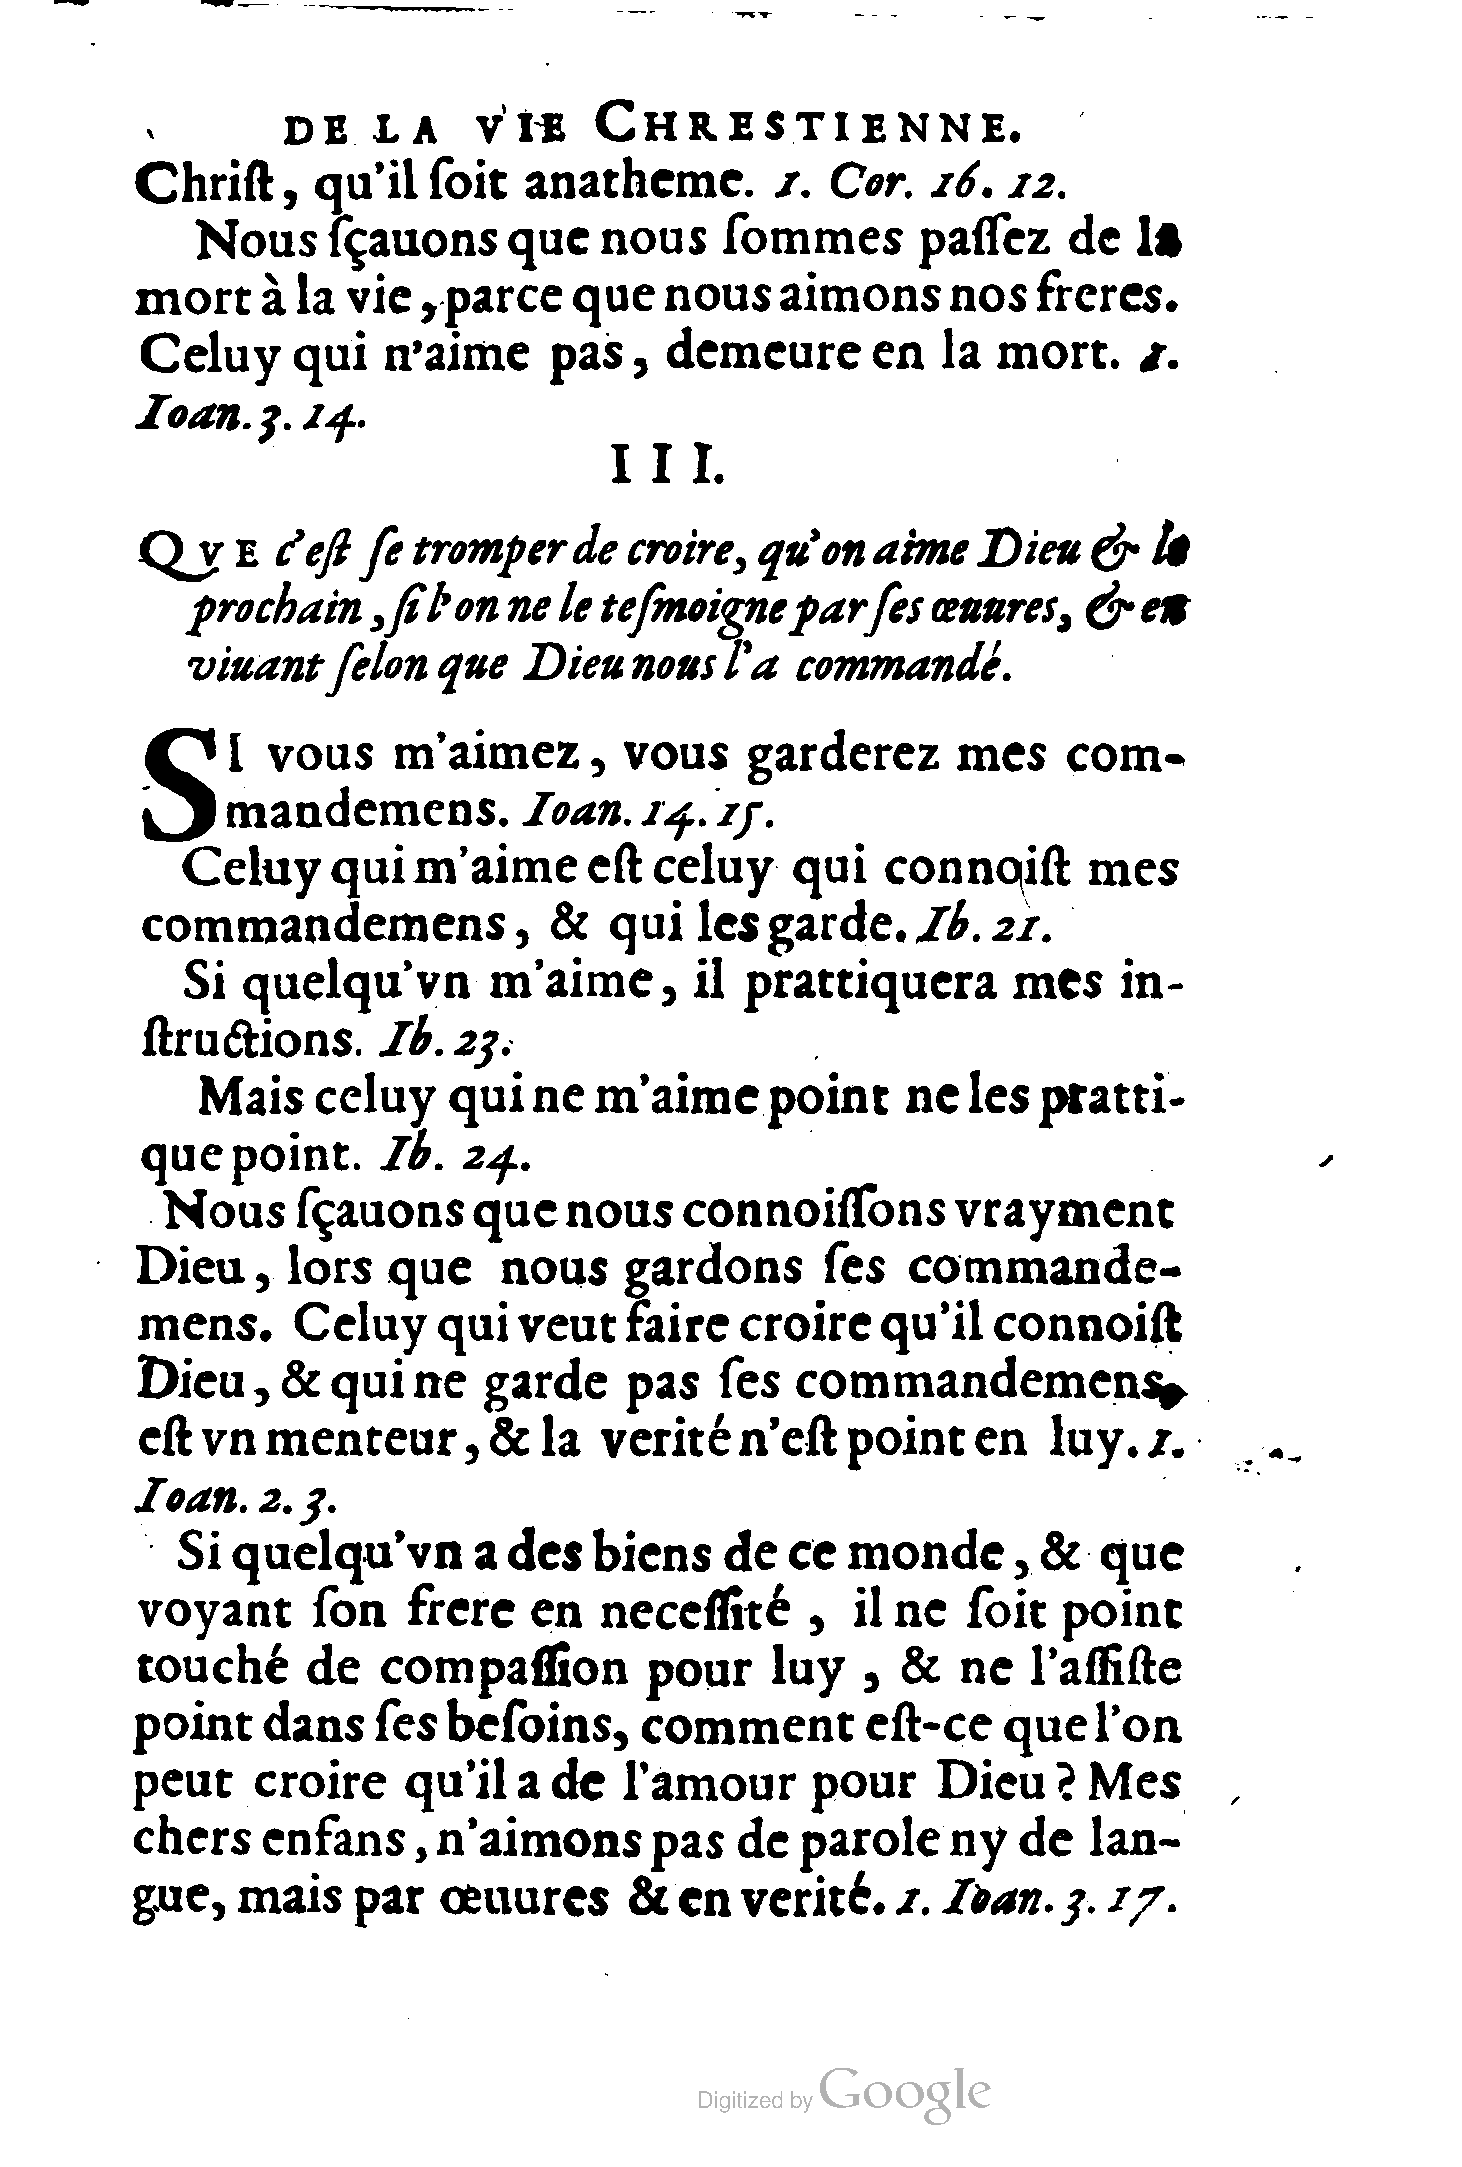 DE LA VIE CHRESTIENNE.
Chriſt, qu'il ſoit anatheme. 1. Cor. 16. 12.
Nous ſçauons que nous ſommes paſſez de la
mort à la vie, parce que nous aimons nos freres.
Celuy qui n'aime pas, demeure en la mort. 1.
Ioan. 3. 14.
III.
QVE c'eſt ſe tromper de croire, qu'on aime Dieu & le
prochain, ſi l'on ne le teſmoigne par ſes œuures, & en
viuant ſelon que Dieu nous l'a commandé.
SI vous m'aimez, vous garderez mes com-
mandemens. Ioan. 14. 15.
Celuy qui m'aime eſt celuy qui connoiſt mes
commandemens, & qui les garde. Ib. 21.
Si quelqu'vn m'aime, il prattiquera mes in-
ſtructions. Ib. 23.
Mais celuy qui ne m'aime point ne les pratti-
que point. Ib. 24.
Nous ſçauons que nous connoiſſons vrayment
Dieu, lors que nous gardons ſes commande-
mens. Celuy qui veut faire croire qu'il connoiſt
Dieu, & qui ne garde pas ſes commandemens,
eſt vn menteur, & la verité n'eſt point en luy. 1.
Ioan. 2. 3.
Si quelqu'vn a des biens de ce monde, & que
voyant ſon frere en neceſſité, il ne ſoit point
touché de compaſſion pour luy, & ne l'aſſiſte
point dans ſes beſoins, comment eſt-ce que l'on
peut croire qu'il a de l'amour pour Dieu? Mes
chers enfans, n'aimons pas de parole ny de lan-
gue, mais par œuures & en verité. 1. Ioan. 3. 17.
Digitized by Google